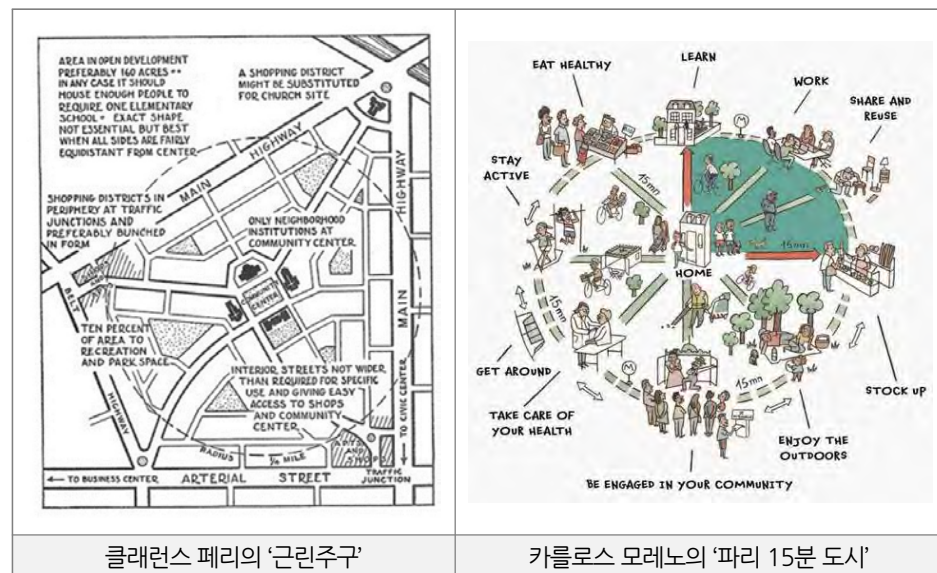 AREA IN OPEN DEVELOPMENT
PREFERABLY 160 ACRES **
IN ANY CASE IT SHOULD
HOUSE ENOUGH PEOPLE TO
REQUIRE ONE ELEMENTARY
SCHOOL • EXACT SHAPE
NOT ESSENTIAL BUT BEST
WHEN ALL SIDES ARE FAIRLY
EQUIDISTANT FROM CENTER
A SHOPPING DISTRICT
MIGHT BE SUBSTITUTED
FOR CHURCH SITE
MAIN HIGHWAY
HIGHWAY
MAIN
SHOPPING DISTRICTS IN
PERIPHERY AT TRAFFIC
JUNCTIONS AND
PREFERABLY BUNCHED
IN FORM
ONLY NEIGHBORHOOD
INSTITUTIONS AT
COMMUNITY CENTER
COMMUNITY
CENTER
BELT
HIGHWAY
TEN PERCENT
OF AREA TO
RECREATION
AND PARK SPACE
INTERIOR STREETS NOT WIDER
THAN REQUIRED FOR SPECIFIC
USE AND GIVING EASY
ACCESS TO SHOPS
AND COMMUNITY
CENTER
TO CIVIC CENTER
RADIUS
MILE
APTS
AND
SHOPS
TRAFFIC
JUNCTION
TO BUSINESS CENTER
ARTERIAL STREET
EAT HEALTHY
LEARN
WORK
SHARE AND
REUSE
STAY
ACTIVE
M
15mn
HOME
15mn
15mn
GET AROUND
TAKE CARE OF
YOUR HEALTH
M
15mn
STOCK UP
ENJOY THE
OUTDOORS
BE ENGAGED IN YOUR COMMUNITY
클래런스 페리의 ‘근린주구’
카를로스 모레노의 ‘파리 15분 도시’